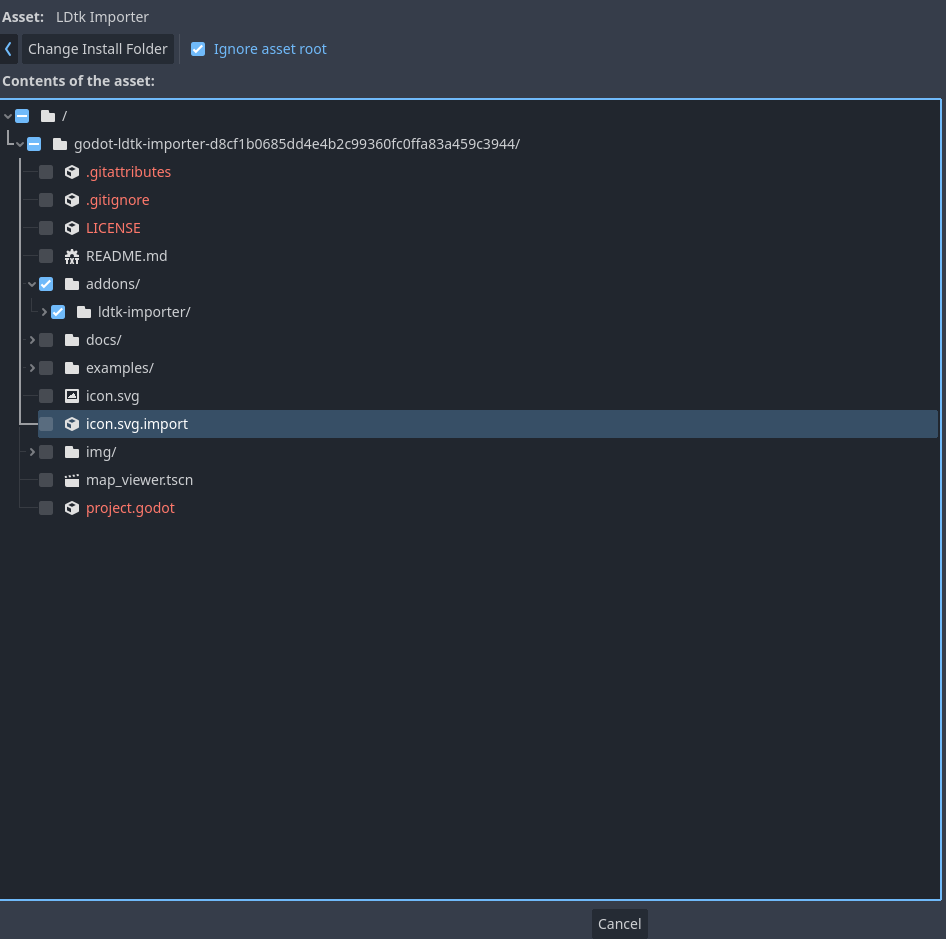 Asset: LDtk Importer
Change Install Folder Ignore asset root
Contents of the asset:
/
godot-ldtk-importer-d8cf1b0685dd4e4b2c99360fc0ffa83a459c3944/
.gitattributes
.gitignore
LICENSE
README.md
addons/
ldtk-importer/
docs/
examples/
icon.svg
icon.svg.import
img/
map_viewer.tscn
project.godot
Cancel